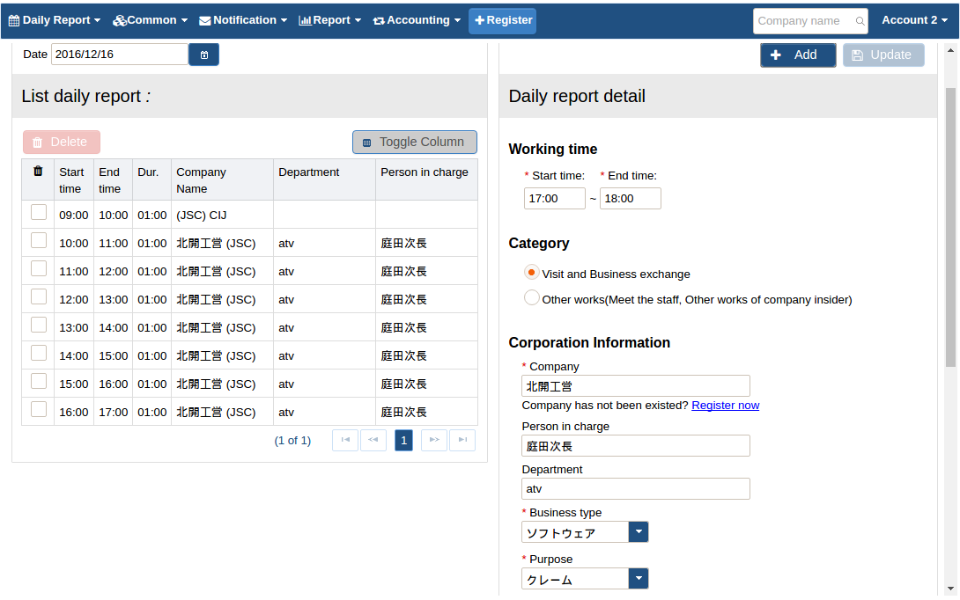 Daily Report Common Notification Report Accounting + Register Company name Account 2
Date 2016/12/16
+ Add Update
List daily report :
Daily report detail
Delete Toggle Column
Start time End time Dur. Company Name Department Person in charge
09:00 10:00 01:00 (JSC) CIJ
10:00 11:00 01:00 北開工営 (JSC) atv 庭田次長
11:00 12:00 01:00 北開工営 (JSC) atv 庭田次長
12:00 13:00 01:00 北開工営 (JSC) atv 庭田次長
13:00 14:00 01:00 北開工営 (JSC) atv 庭田次長
14:00 15:00 01:00 北開工営 (JSC) atv 庭田次長
15:00 16:00 01:00 北開工営 (JSC) atv 庭田次長
16:00 17:00 01:00 北開工営 (JSC) atv 庭田次長
(1 of 1) 1
Working time
* Start time: * End time:
17:00 ~ 18:00
Category
Visit and Business exchange
Other works(Meet the staff, Other works of company insider)
Corporation Information
* Company
北開工営
Company has not been existed? Register now
Person in charge
庭田次長
Department
atv
* Business type
ソフトウェア
* Purpose
クレーム